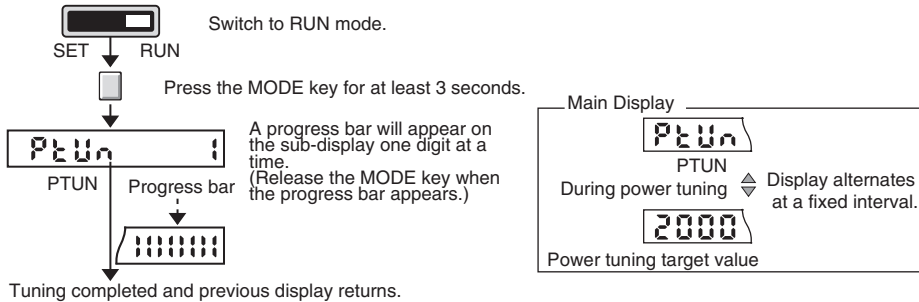 Switch to RUN mode.
SET RUN
Press the MODE key for at least 3 seconds.
PtUn 1
PTUN
A progress bar will appear on
the sub-display one digit at a
time.
(Release the MODE key when
the progress bar appears.)
Progress bar
Tuning completed and previous display returns.
Main Display
PtUn
PTUN
During power tuning
Display alternates
at a fixed interval.
2000
Power tuning target value